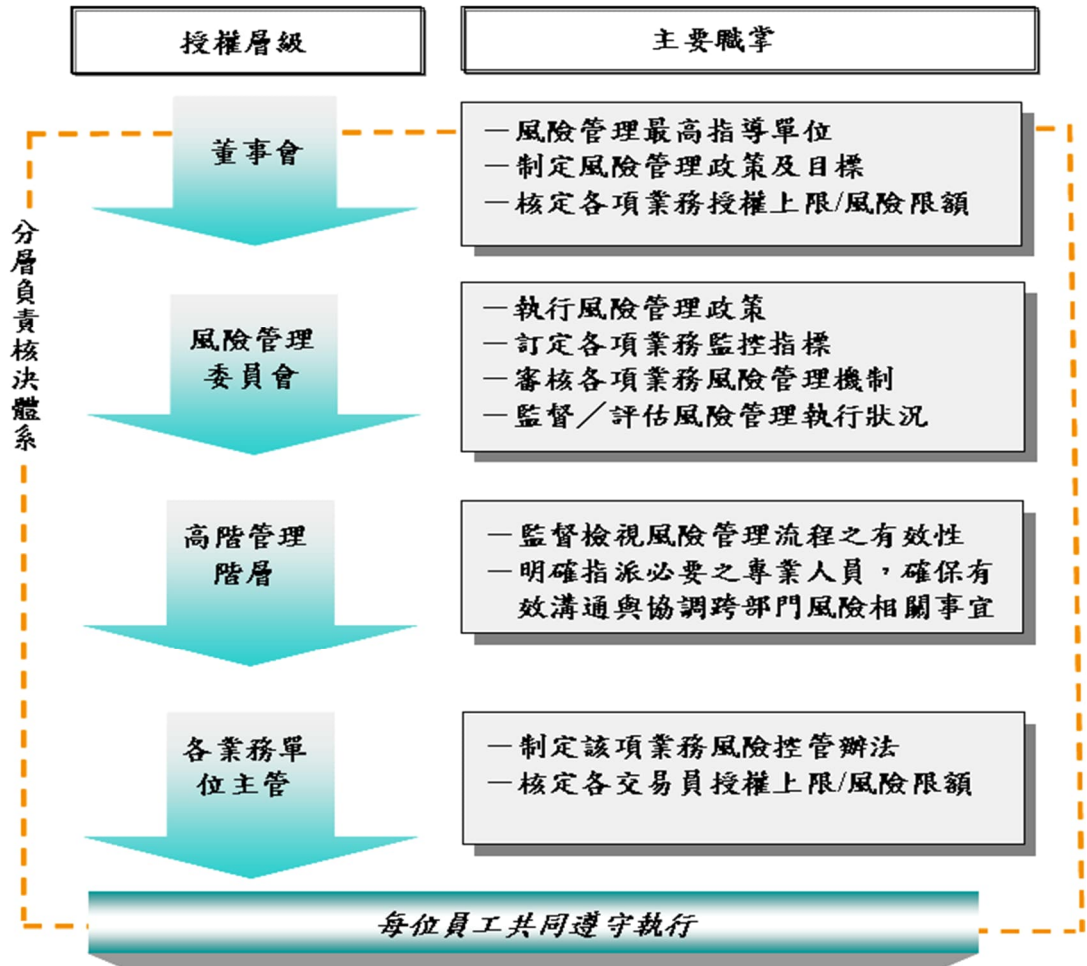 授權層級
主要職掌
董事會
－風險管理最高指導單位
－制定風險管理政策及目標
－核定各項業務授權上限/風險限額
風險管理
委員會
－執行風險管理政策
－訂定各項業務監控指標
－審核各項業務風險管理機制
－監督／評估風險管理執行狀況
高階管理
階層
－監督檢視風險管理流程之有效性
－明確指派必要之專業人員，確保有
效溝通與協調跨部門風險相關事宜
各業務單
位主管
－制定該項業務風險控管辦法
－核定各交易員授權上限/風險限額
分層負責核決體系
每位員工共同遵守執行